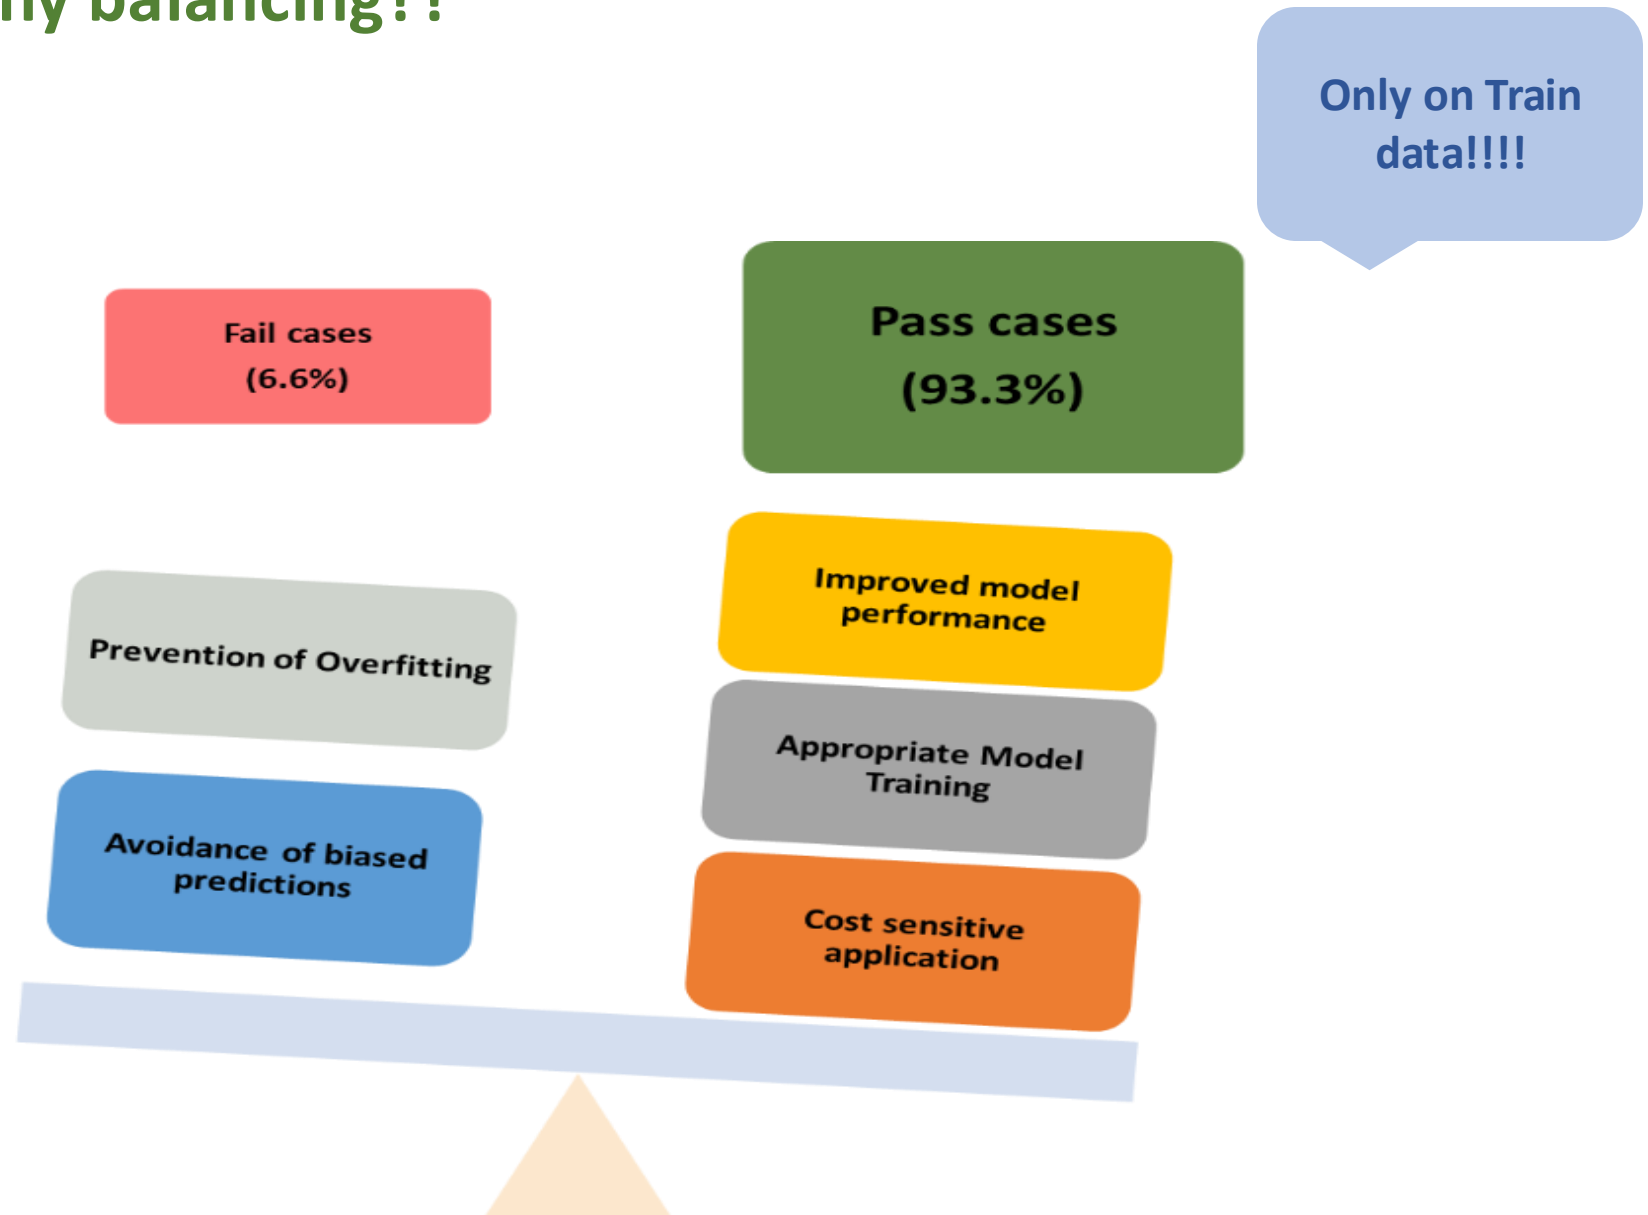 balancing??
Only on Train
data!!!!
Fail cases
(6.6%)
Pass cases
(93.3%)
Prevention of Overfitting
Avoidance of biased
predictions
Improved model
performance
Appropriate Model
Training
Cost sensitive
application